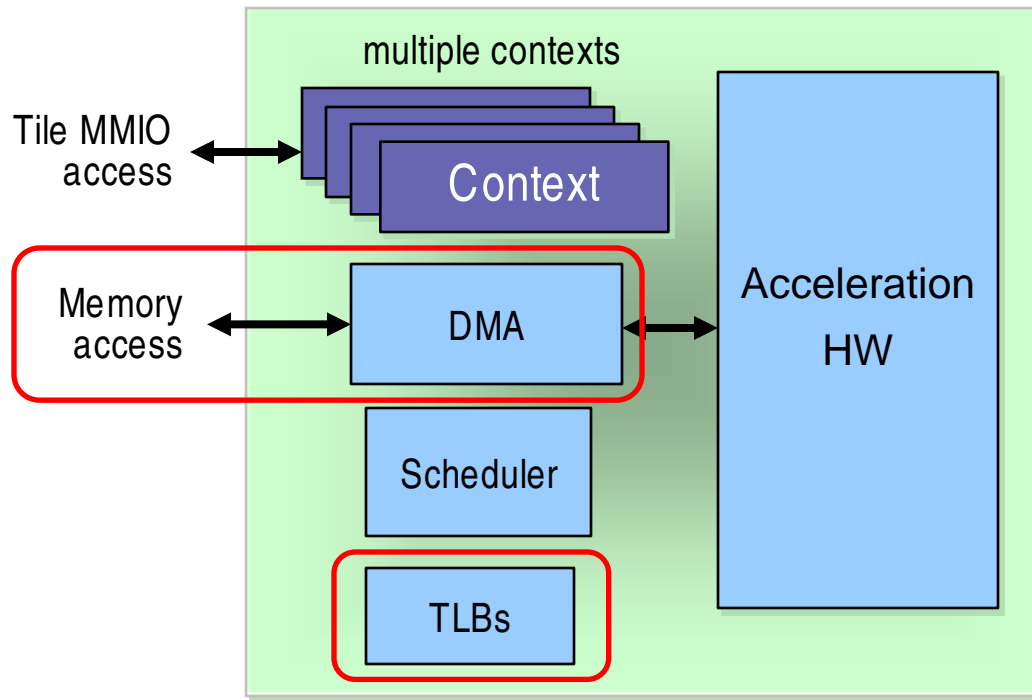 multiple contexts
Tile MMIO
access
Context
Memory
access
DMA
Acceleration
HW
Scheduler
TLBs